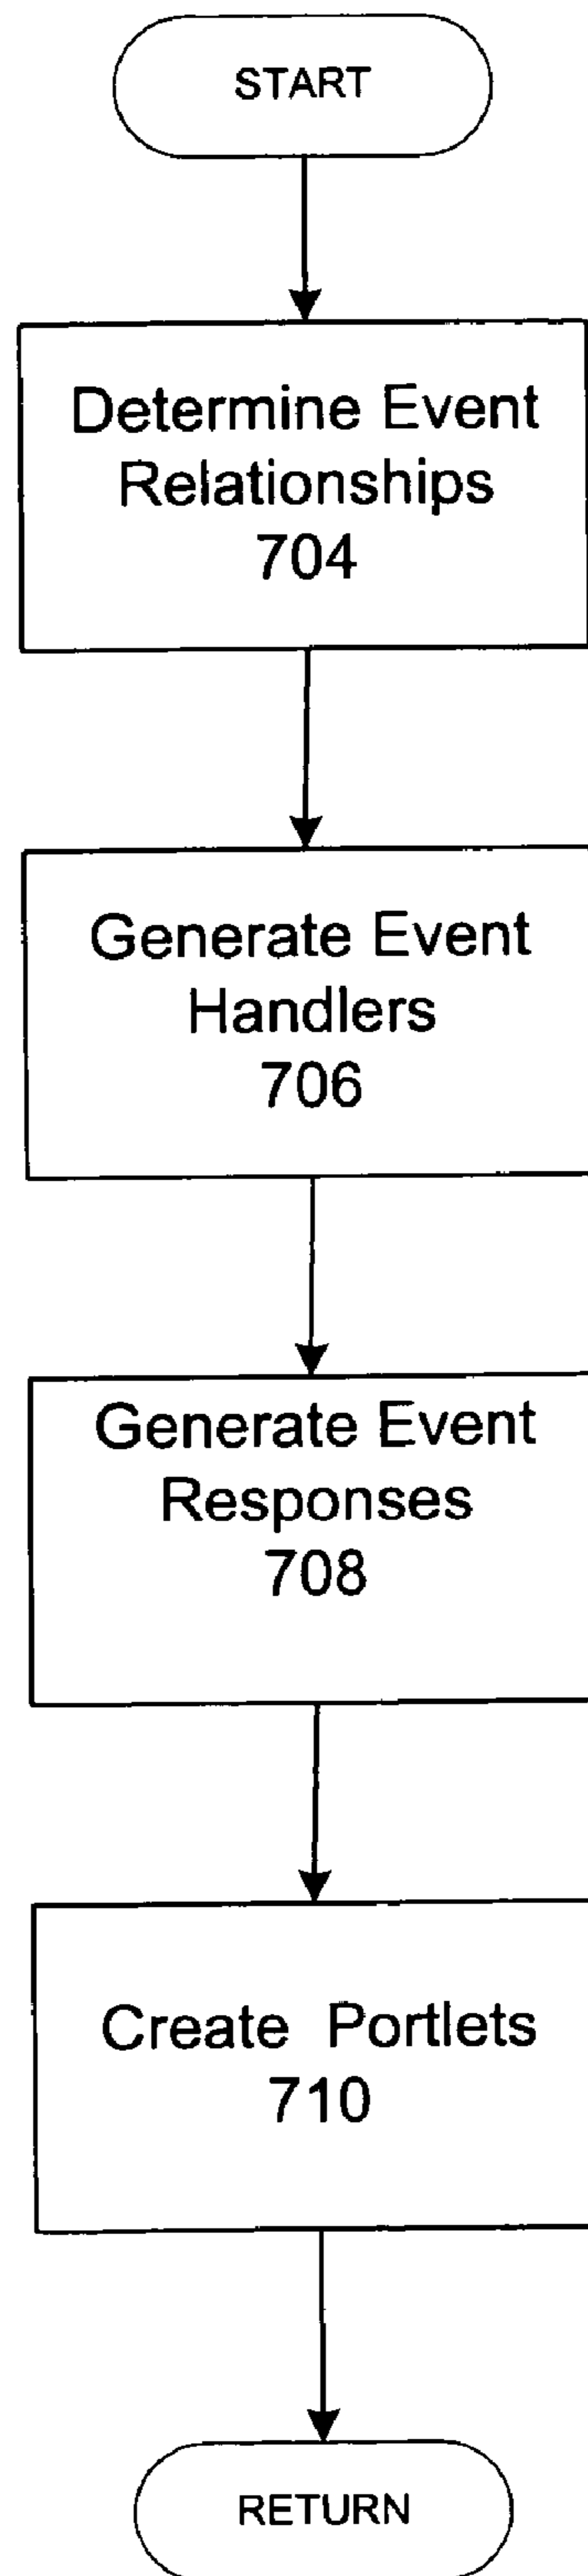 START
Determine Event
Relationships
704
Generate Event
Handlers
706
Generate Event
Responses
708
Create Portlets
710
RETURN